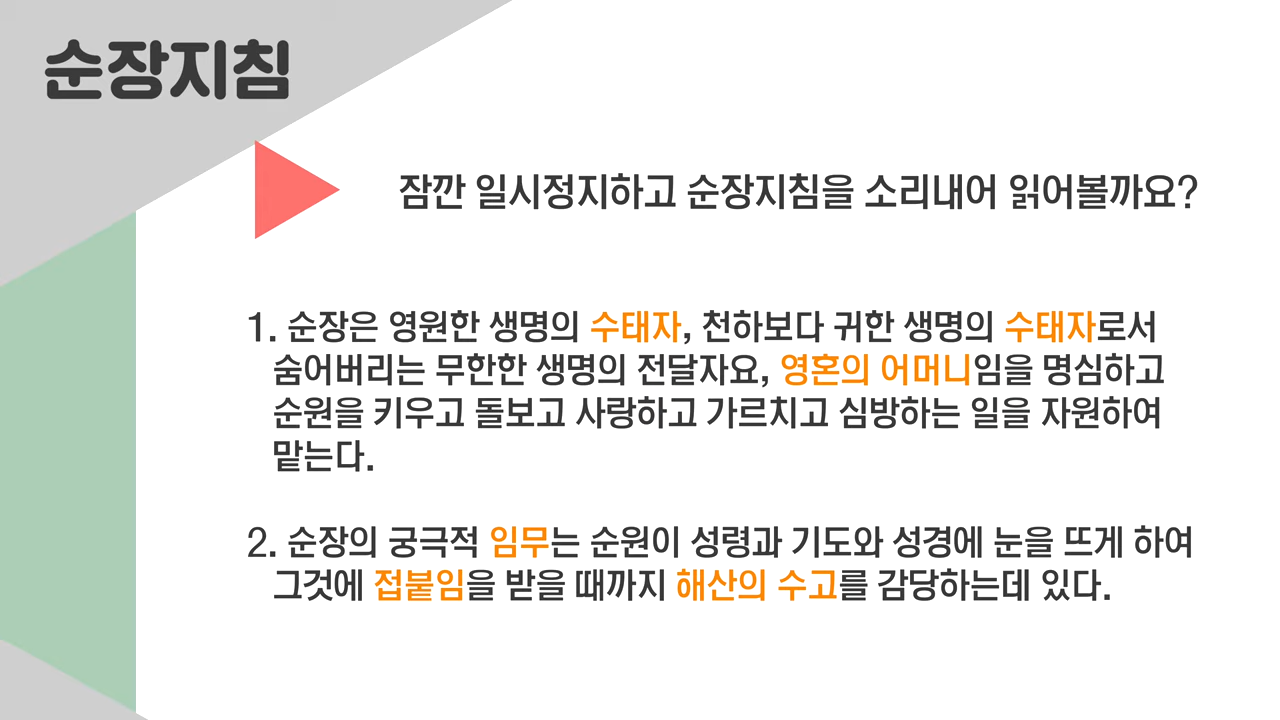 순장지침
잠깐 일시정지하고 순장지침을 소리내어 읽어볼까요?
1. 순장은 영원한 생명의 수태자, 천하보다 귀한 생명의 수태자로서
숨어버리는 무한한 생명의 전달자요, 영혼의 어머니임을 명심하고
순원을 키우고 돌보고 사랑하고 가르치고 심방하는 일을 자원하여
맡는다.
2. 순장의 궁극적 임무는 순원이 성령과 기도와 성경에 눈을 뜨게 하여
그것에 접붙임을 받을 때까지 해산의 수고를 감당하는데 있다.